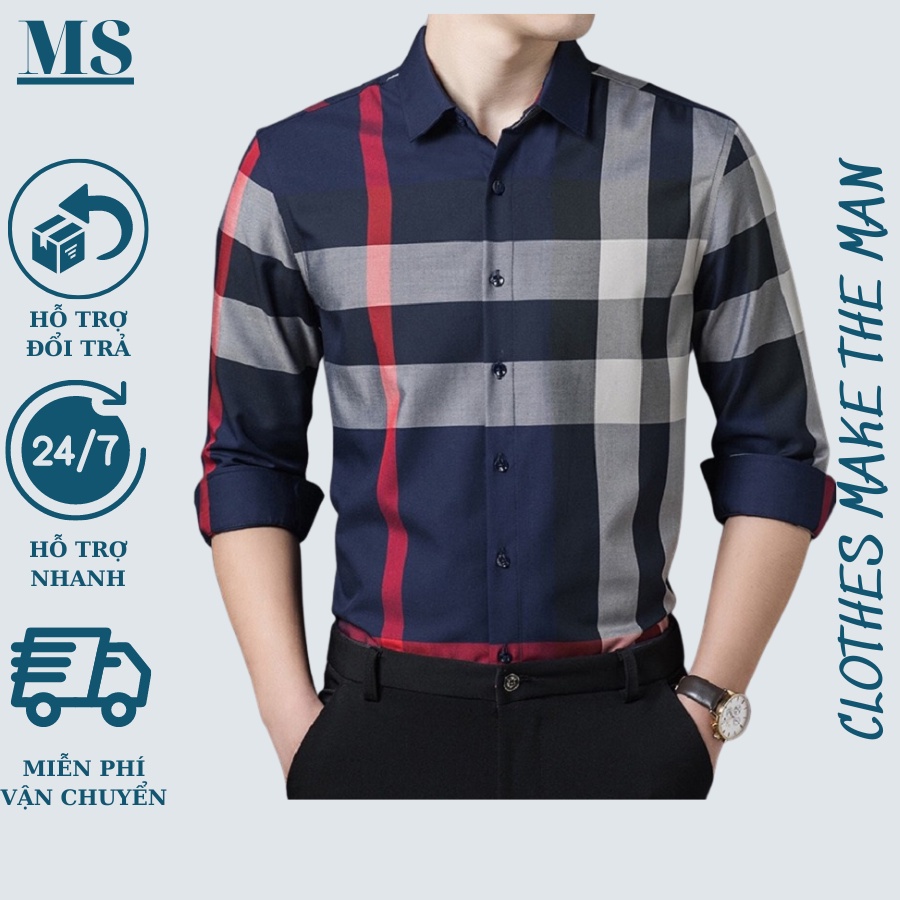 MS
HỖ TRỢ
ĐỔI TRẢ
24/7
HỖ TRỢ
NHANH
MIỄN PHÍ
VẬN CHUYỂN
CLOTHES MAKE THE MAN